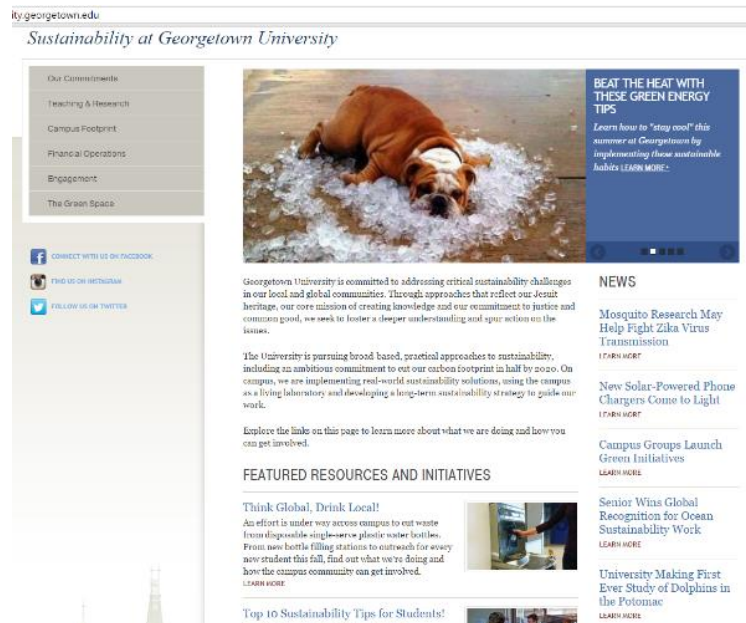 ity.georgetown.edu
Sustainability at Georgetown University
Our Commitments
Teaching & Research
Campus Footprint
Financial Operations
Engagement
The Green Space
CONNECT WITH US ON FACEBOOK
FIND US ON INSTAGRAM
FOLLOW US ON TWITTER
BEAT THE HEAT WITH
THESE GREEN ENERGY
TIPS
Learn how to "stay cool" this
summer at Georgetown by
implementing these sustainable
habits LEARN MORE
Georgetown University is committed to addressing critical sustainability challenges
in our local and global communities. Through approaches that reflect our Jesuit
heritage, our core mission of creating knowledge and our commitment to justice and
common good, we seek to foster a deeper understanding and spur action on the
issues.
The University is pursuing broad-based, practical approaches to sustainability,
including an ambitious commitment to cut our carbon footprint in half by 2020. On
campus, we are implementing real-world sustainability solutions, using the campus
as a living laboratory and developing a long-term sustainability strategy to guide our
work.
Explore the links on this page to learn more about what we are doing and how you
can get involved.
FEATURED RESOURCES AND INITIATIVES
Think Global, Drink Local!
An effort is under way across campus to cut waste
from disposable single-serve plastic water bottles.
From new bottle filling stations to outreach for every
new student this fall, find out what we're doing and
how the campus community can get involved.
LEARN MORE
Top 10 Sustainability Tips for Students!
NEWS
Mosquito Research May
Help Fight Zika Virus
Transmission
LEARN MORE
New Solar-Powered Phone
Chargers Come to Light
LEARN MORE
Campus Groups Launch
Green Initiatives
LEARN MORE
Senior Wins Global
Recognition for Ocean
Sustainability Work
LEARN MORE
University Making First
Ever Study of Dolphins in
the Potomac
LEARN MORE